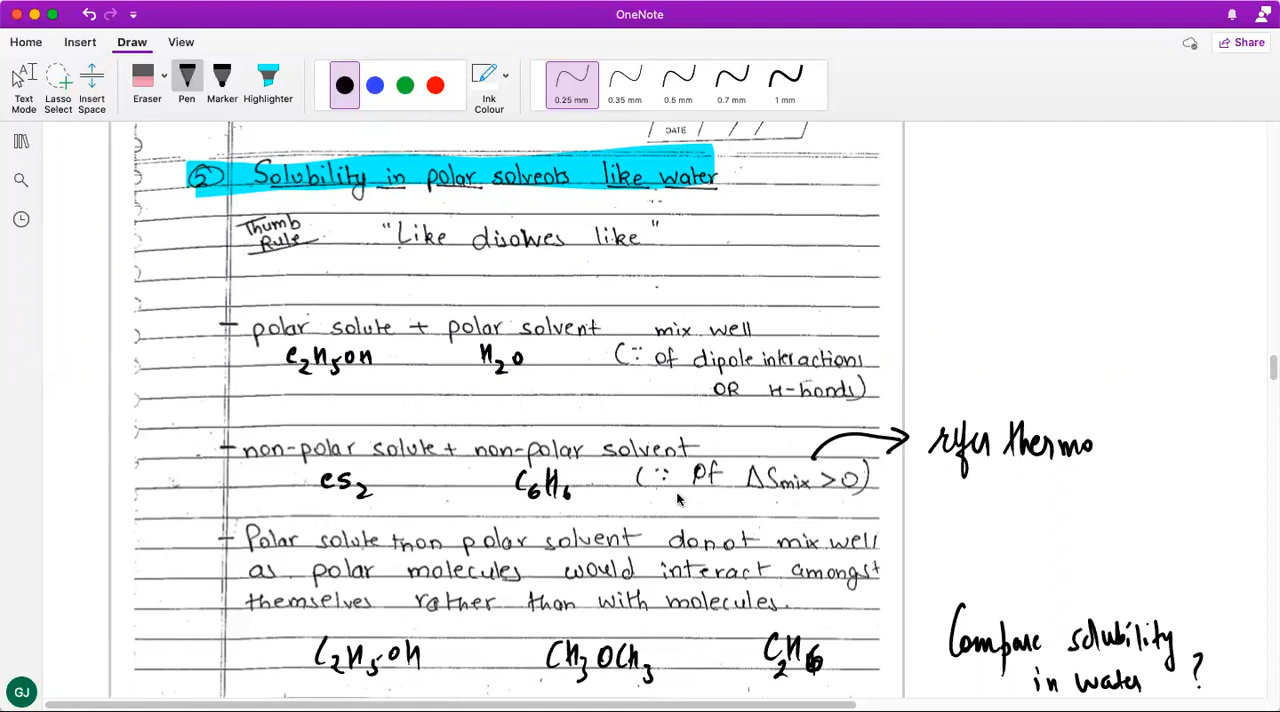 OneNote
Home Insert Draw View
Share
Text Mode
Lasso Select
Insert Space
Eraser
Pen
Marker
Highlighter
0.25 mm
0.35 mm
0.5 mm
0.7 mm
1 mm
Ink Colour
DATE
5 Solubility in polar solvents like water
Thumb Rule "Like disolves like"
polar solute + polar solvent mix well
C2H5OH H2O (∵ of dipole interactions
OR H-bonds)
non-polar solute + non-polar solvent
CS2 C6H6 (∵ of ΔSmix > 0)
refer thermo
Polar solute + non polar solvent donot mix well
as polar molecules would interact amongst
themselves rather than with molecules.
C2H5OH CH3OCH3 C2H6
Compare solubility
in water ?
GJ